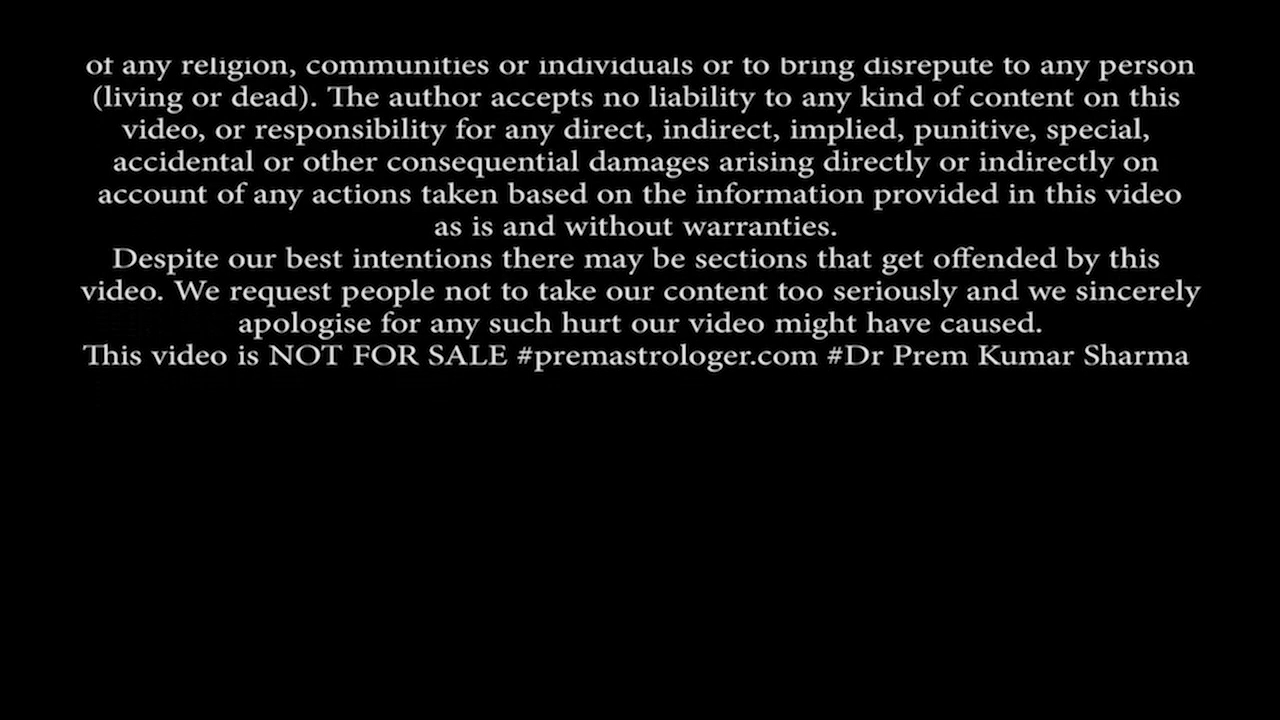 of any religion, communities or individuals or to bring disrepute to any person
(living or dead). The author accepts no liability to any kind of content on this
video, or responsibility for any direct, indirect, implied, punitive, special,
accidental or other consequential damages arising directly or indirectly on
account of any actions taken based on the information provided in this video
as is and without warranties.
Despite our best intentions there may be sections that get offended by this
video. We request people not to take our content too seriously and we sincerely
apologise for any such hurt our video might have caused.
This video is NOT FOR SALE #premastrologer.com #Dr Prem Kumar Sharma